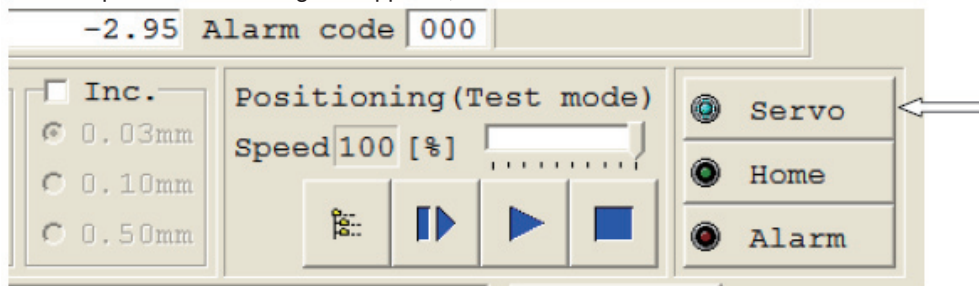 -2.95 Alarm code 000
Inc.
0.03mm
0.10mm
0.50mm
Positioning(Test mode)
Speed 100 [%]
Servo
Home
Alarm